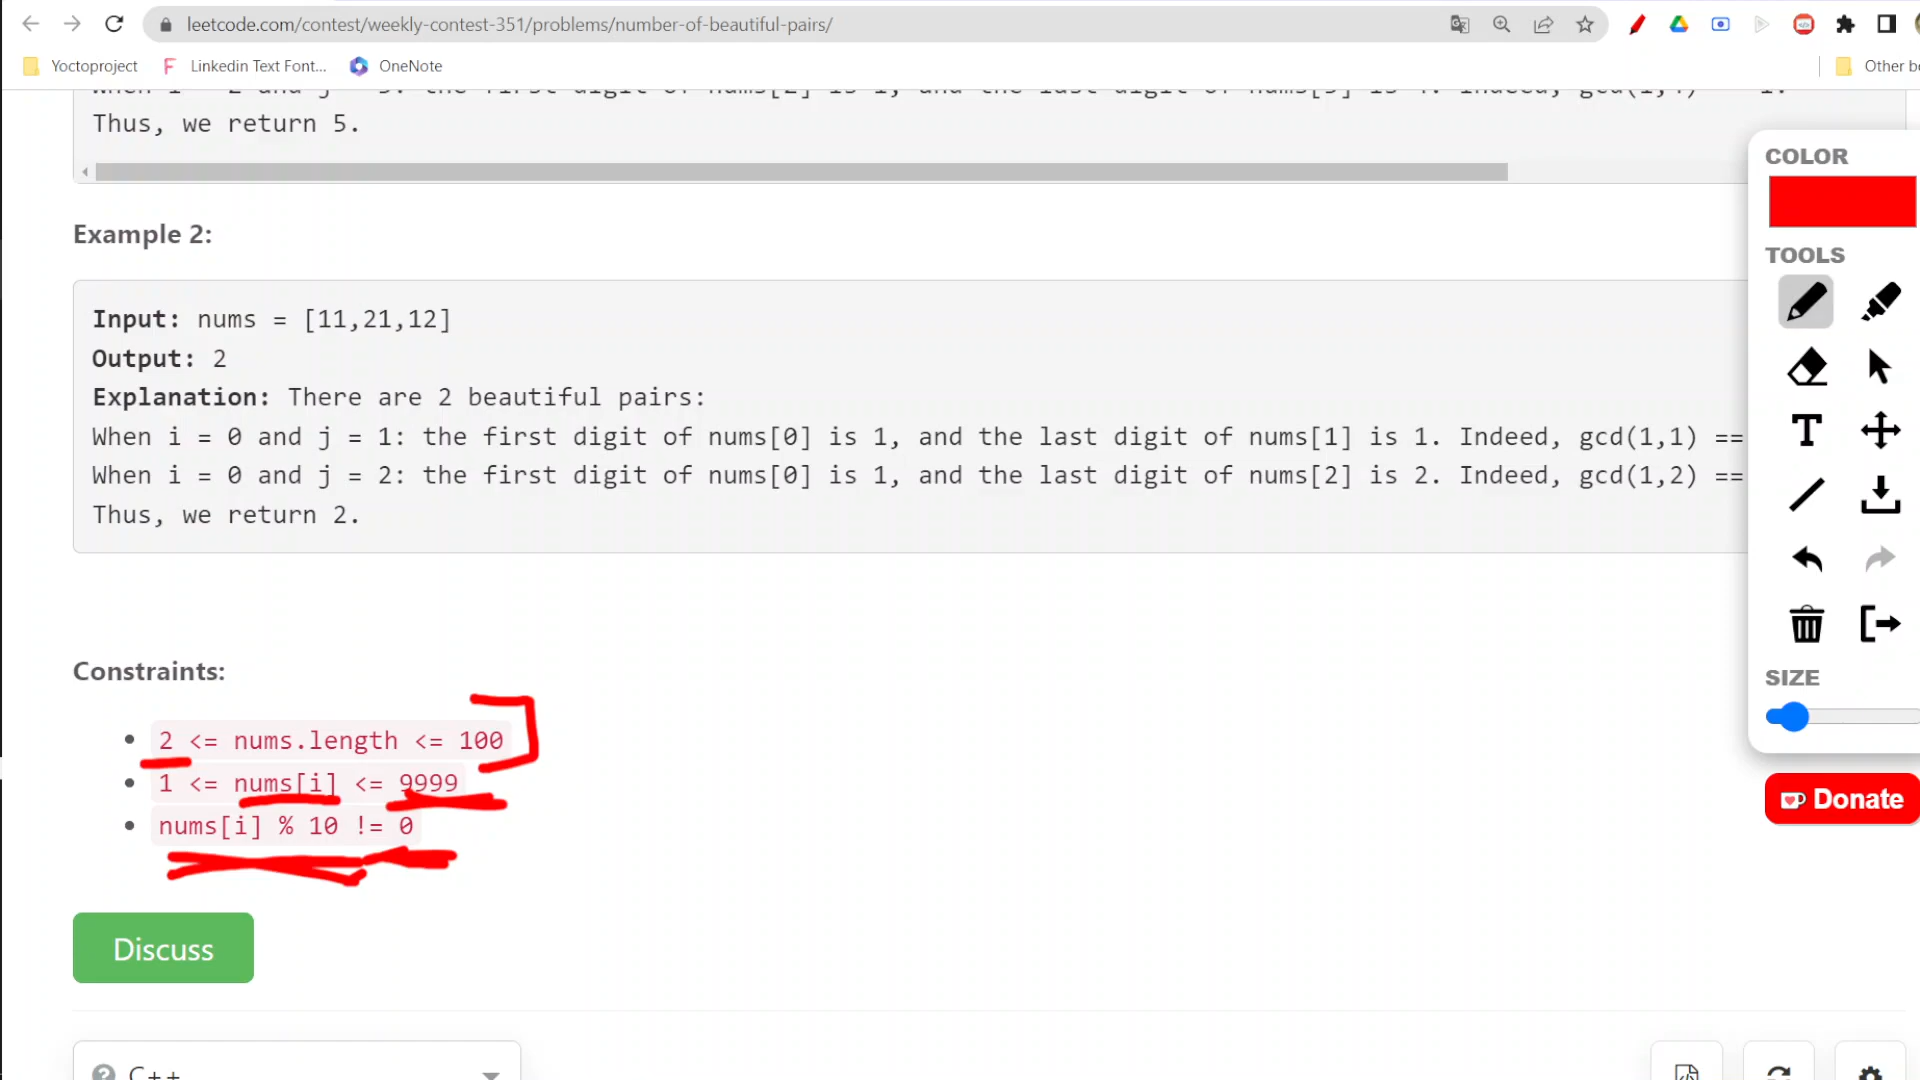 leetcode.com/contest/weekly-contest-351/problems/number-of-beautiful-pairs/
Yoctoproject
Linkedin Text Font...
OneNote
Other bo
Thus, we return 5.
Example 2:
Input: nums = [11,21,12]
Output: 2
Explanation: There are 2 beautiful pairs:
When i = 0 and j = 1: the first digit of nums[0] is 1, and the last digit of nums[1] is 1. Indeed, gcd(1,1) ==
When i = 0 and j = 2: the first digit of nums[0] is 1, and the last digit of nums[2] is 2. Indeed, gcd(1,2) ==
Thus, we return 2.
Constraints:
2 <= nums.length <= 100
1 <= nums[i] <= 9999
nums[i] % 10 != 0
Discuss
C++
COLOR
TOOLS
SIZE
Donate